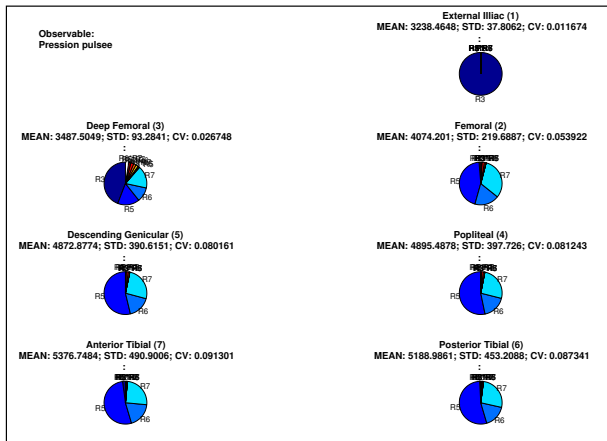 Observable:
Pression pulsee
External Illiac (1)
MEAN: 3238.4648; STD: 37.8062; CV: 0.011674
:
R3
Deep Femoral (3)
MEAN: 3487.5049; STD: 93.2841; CV: 0.026748
:
R3
R7
R6
R5
Femoral (2)
MEAN: 4074.201; STD: 219.6887; CV: 0.053922
:
R7
R5
R6
Descending Genicular (5)
MEAN: 4872.8774; STD: 390.6151; CV: 0.080161
:
R7
R5
R6
Popliteal (4)
MEAN: 4895.4878; STD: 397.726; CV: 0.081243
:
R7
R5
R6
Anterior Tibial (7)
MEAN: 5376.7484; STD: 490.9006; CV: 0.091301
:
R7
R5
R6
Posterior Tibial (6)
MEAN: 5188.9861; STD: 453.2088; CV: 0.087341
:
R7
R5
R6